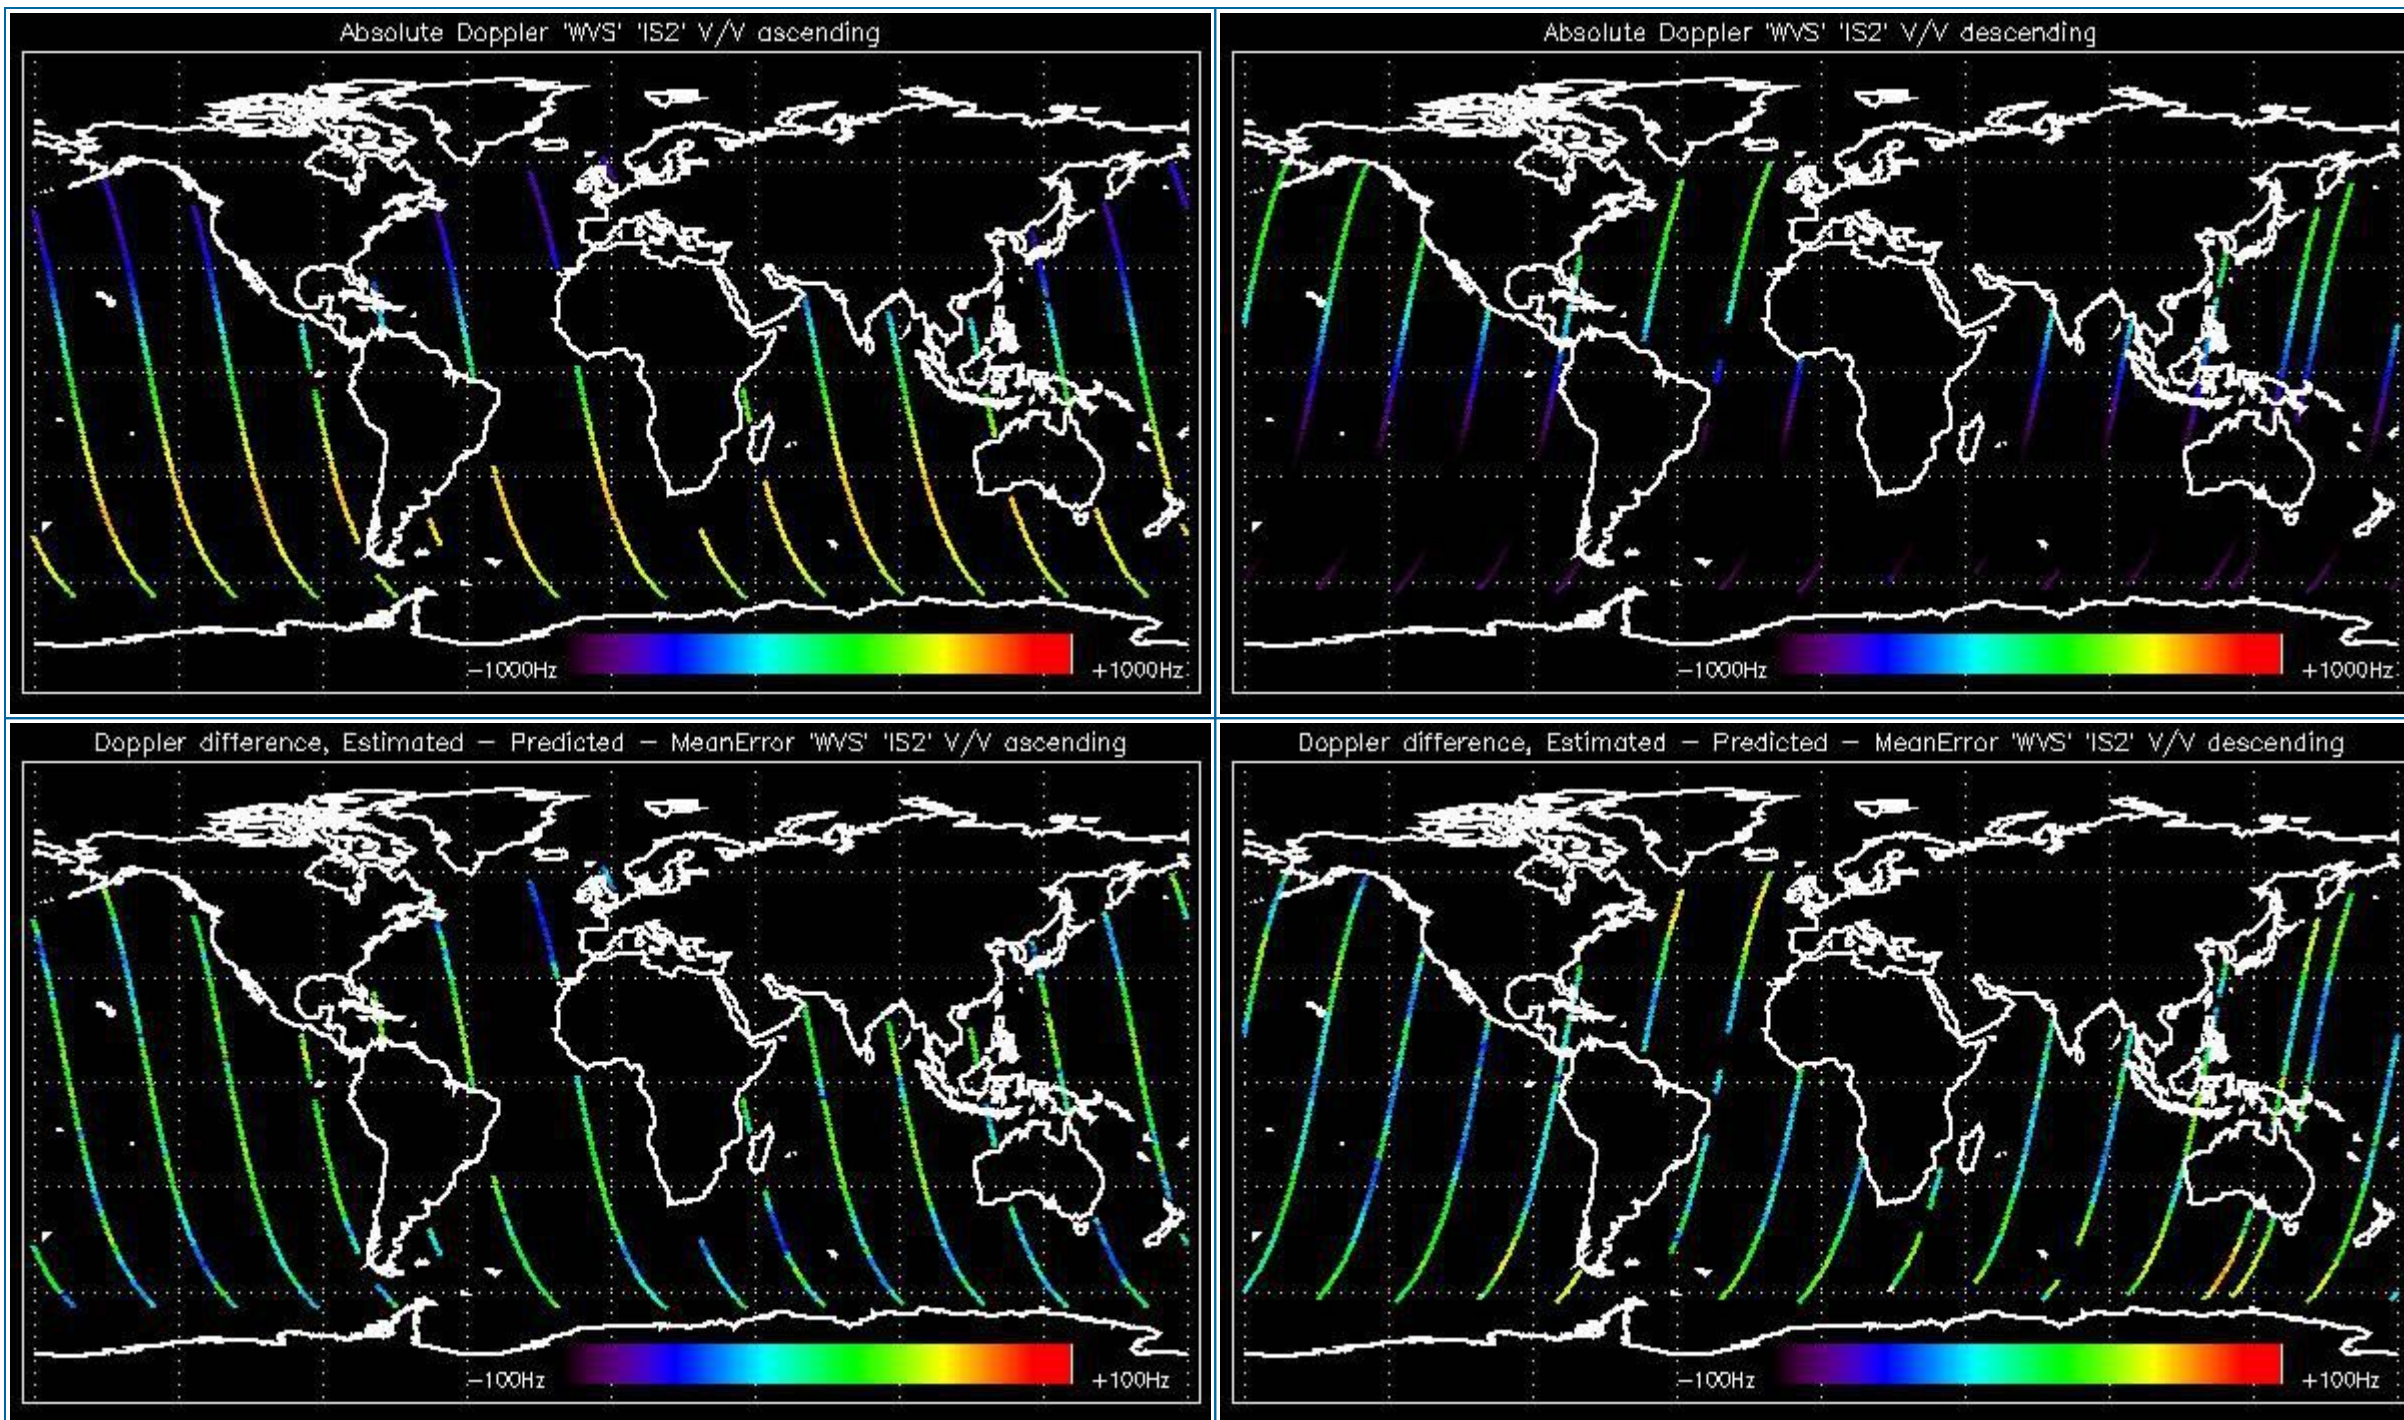 Absolute Doppler 'WVS' 'IS2' V/V ascending
-1000Hz
+1000Hz
Absolute Doppler 'WVS' 'IS2' V/V descending
-1000Hz
+1000Hz
Doppler difference, Estimated - Predicted - MeanError 'WVS' 'IS2' V/V ascending
-100Hz
+100Hz
Doppler difference, Estimated - Predicted - MeanError 'WVS' 'IS2' V/V descending
-100Hz
+100Hz